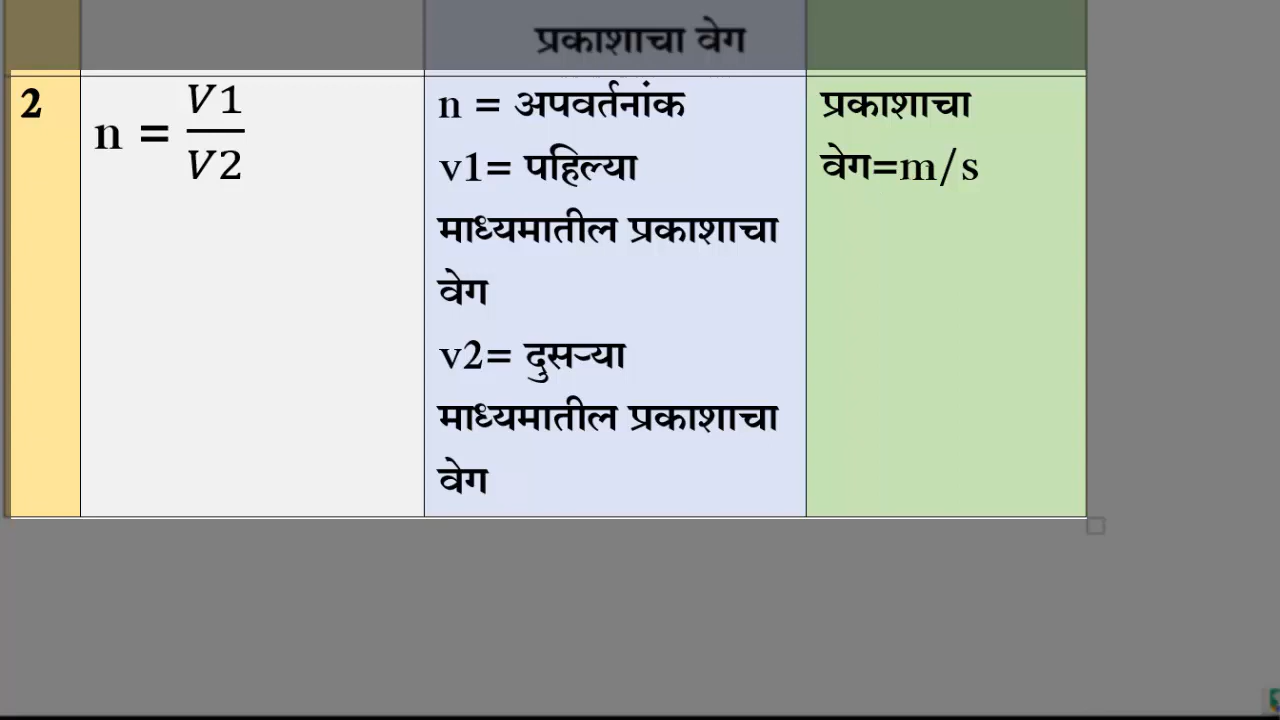 प्रकाशाचा वेग
2
n = V1/V2
n = अपवर्तनांक
v1= पहिल्या
माध्यमातील प्रकाशाचा
वेग
v2= दुसऱ्या
माध्यमातील प्रकाशाचा
वेग
प्रकाशाचा
वेग=m/s